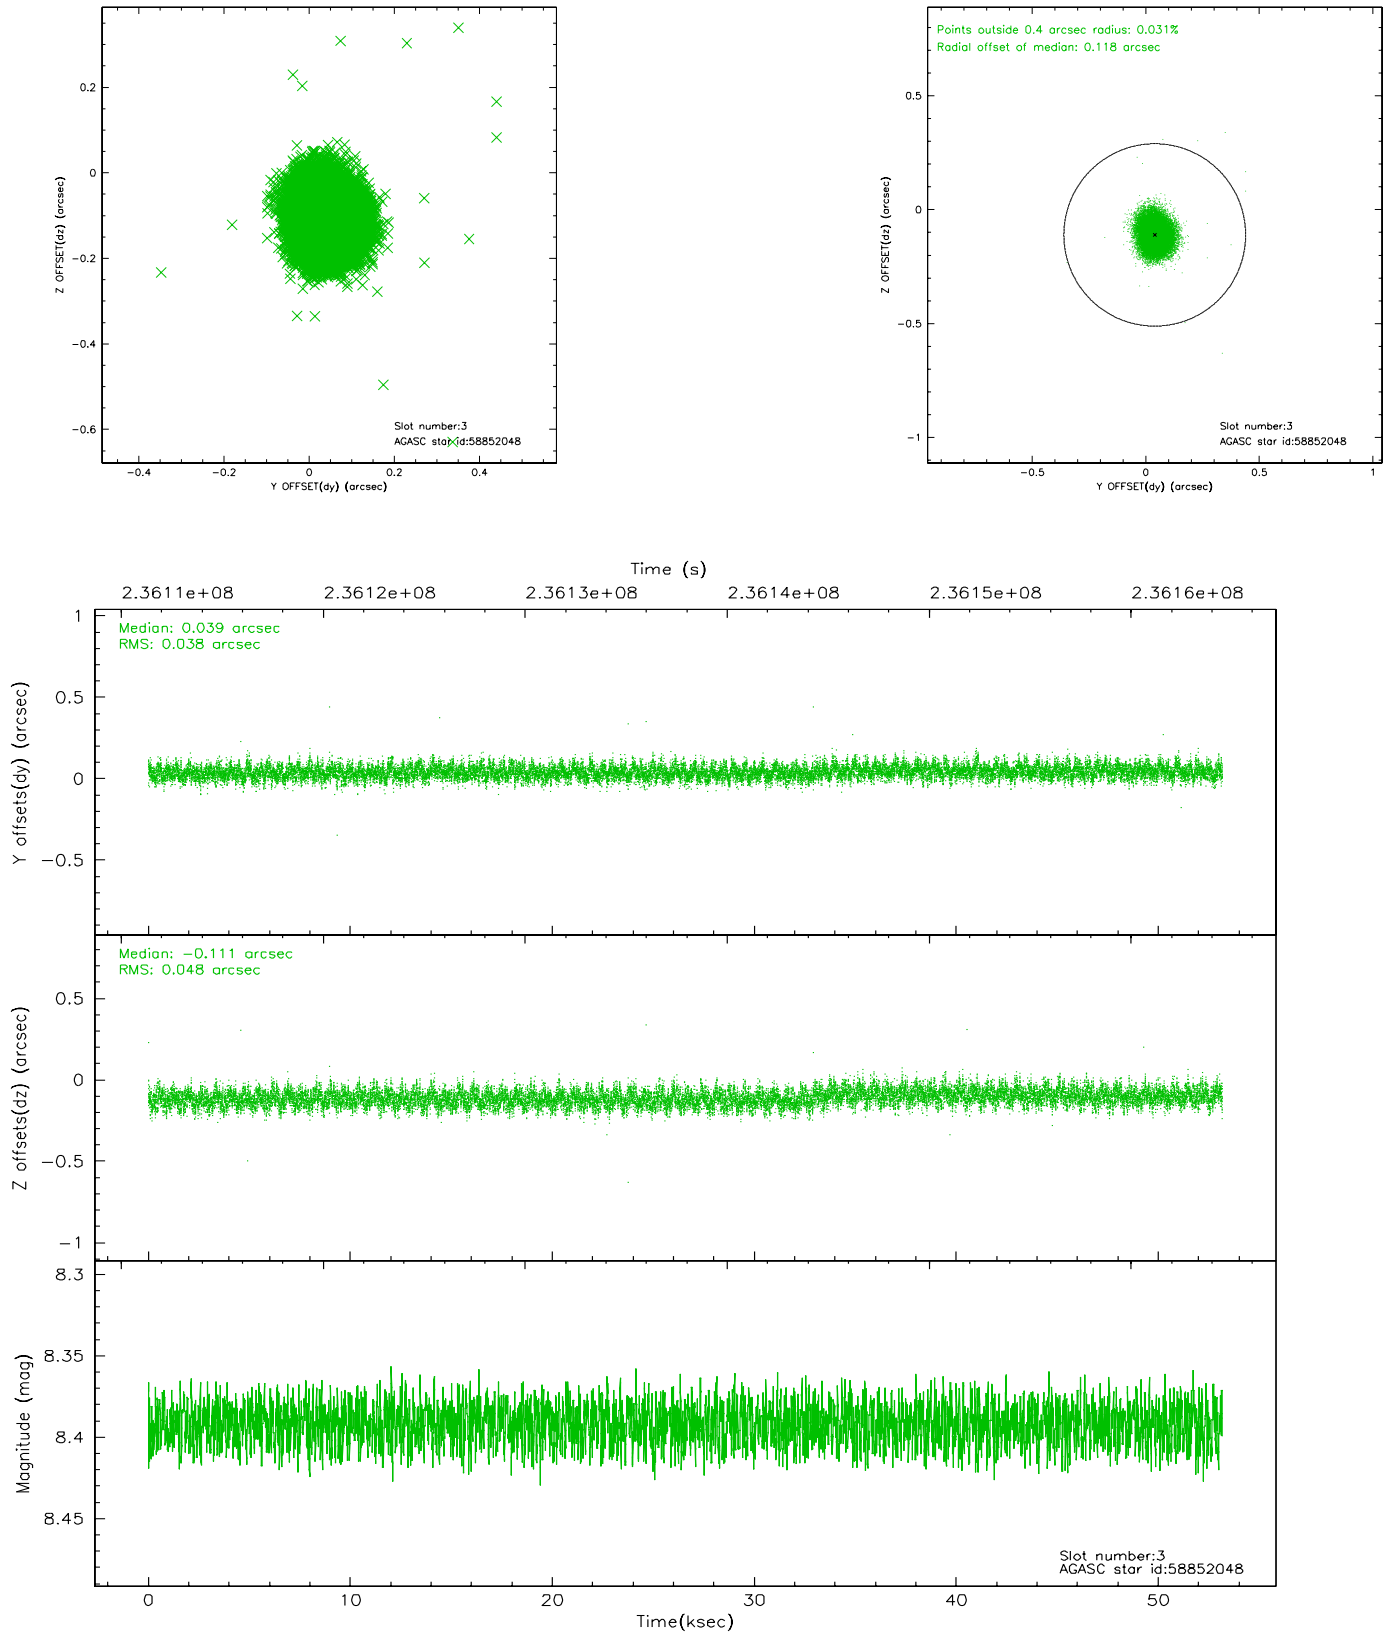 Points outside 0.4 arcsec radius: 0.031%
Radial offset of median: 0.118 arcsec
0.2
0
−0.2
−0.4
−0.6
Z OFFSET(dz) (arcsec)
Slot number:3
AGASC star id:58852048
−0.4
−0.2
0
0.2
0.4
Y OFFSET(dy) (arcsec)
0.5
0
−0.5
−1
Z OFFSET(dz) (arcsec)
Slot number:3
AGASC star id:58852048
−0.5
0
0.5
1
Y OFFSET(dy) (arcsec)
Time (s)
2.3611e+08
2.3612e+08
2.3613e+08
2.3614e+08
2.3615e+08
2.3616e+08
Median: 0.039 arcsec
RMS: 0.038 arcsec
1
0.5
0
−0.5
Y offsets(dy) (arcsec)
Median: −0.111 arcsec
RMS: 0.048 arcsec
0.5
0
−0.5
−1
Z offsets(dz) (arcsec)
8.3
8.35
8.4
8.45
Magnitude (mag)
Slot number:3
AGASC star id:58852048
0
10
20
30
40
50
Time(ksec)